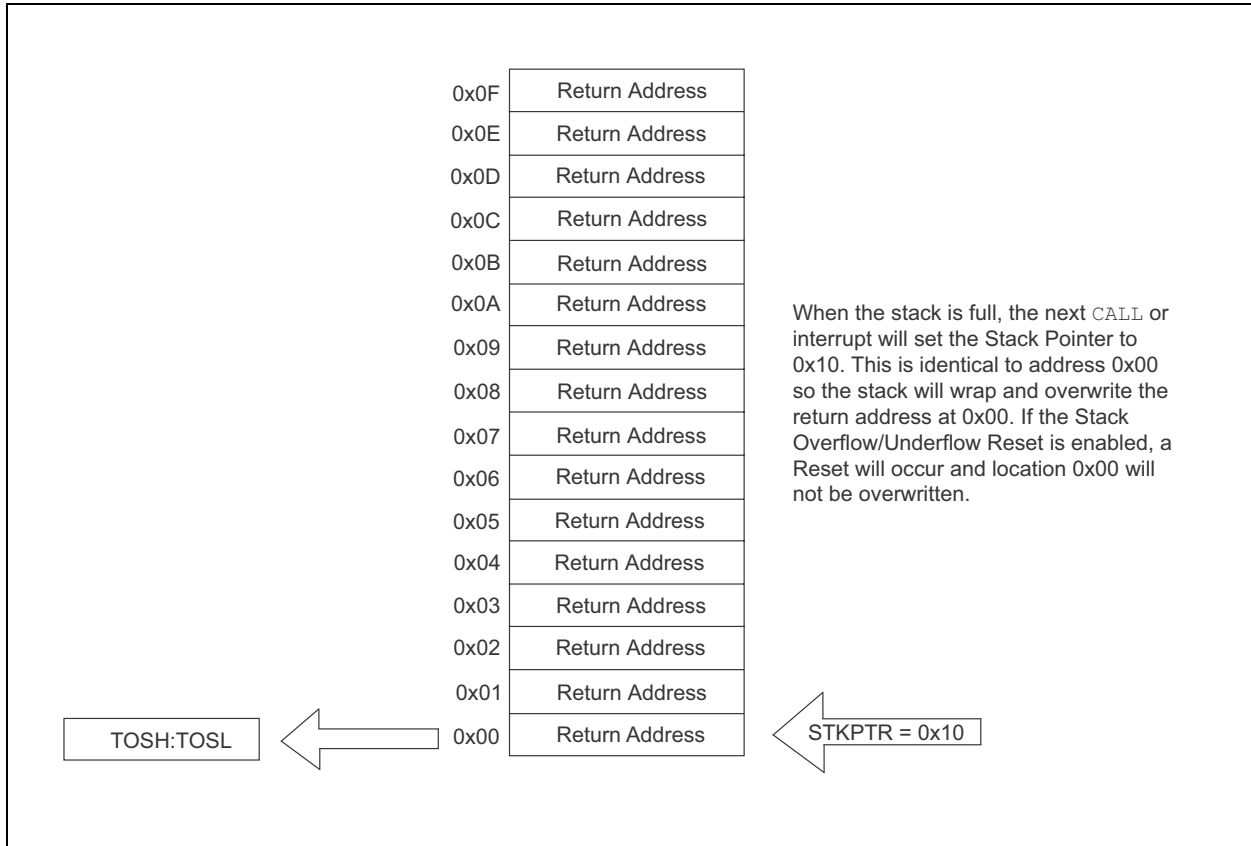 0x0F Return Address
0x0E Return Address
0x0D Return Address
0x0C Return Address
0x0B Return Address
0x0A Return Address
0x09 Return Address
0x08 Return Address
0x07 Return Address
0x06 Return Address
0x05 Return Address
0x04 Return Address
0x03 Return Address
0x02 Return Address
0x01 Return Address
TOSH:TOSL 0x00 Return Address STKPTR = 0x10
When the stack is full, the next CALL or
interrupt will set the Stack Pointer to
0x10. This is identical to address 0x00
so the stack will wrap and overwrite the
return address at 0x00. If the Stack
Overflow/Underflow Reset is enabled, a
Reset will occur and location 0x00 will
not be overwritten.